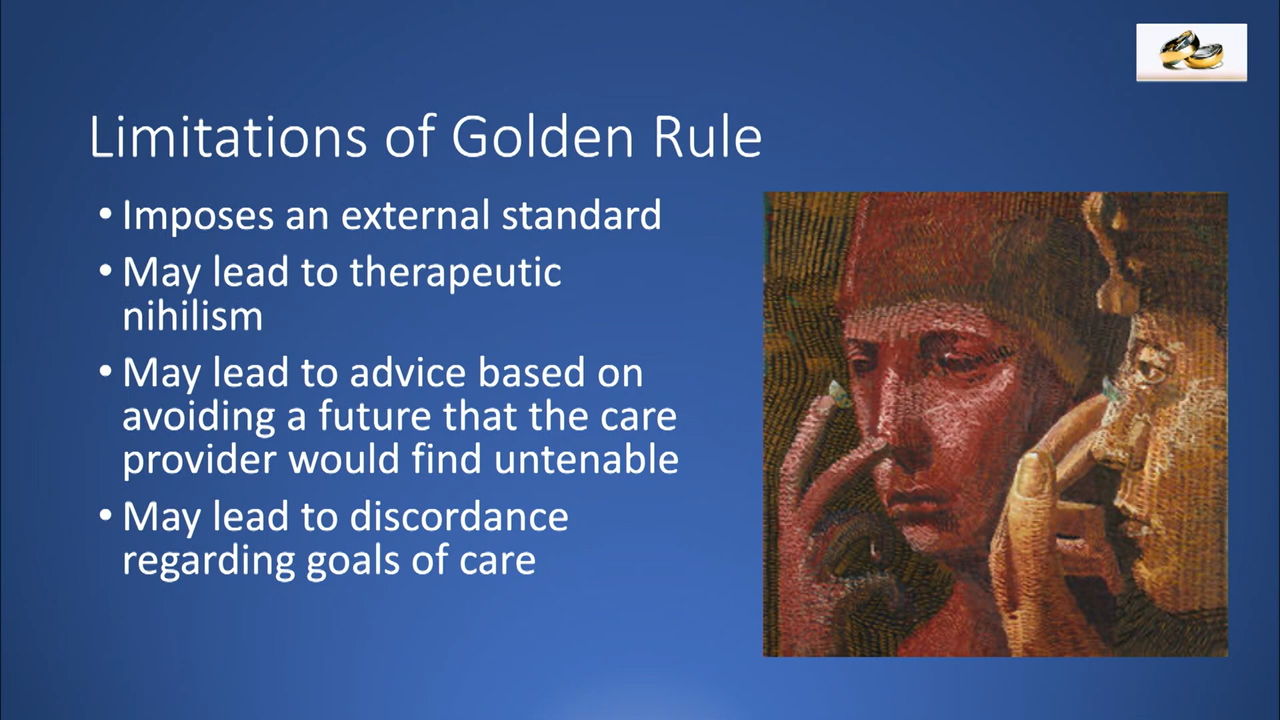 Limitations of Golden Rule
• Imposes an external standard
• May lead to therapeutic
nihilism
• May lead to advice based on
avoiding a future that the care
provider would find untenable
• May lead to discordance
regarding goals of care